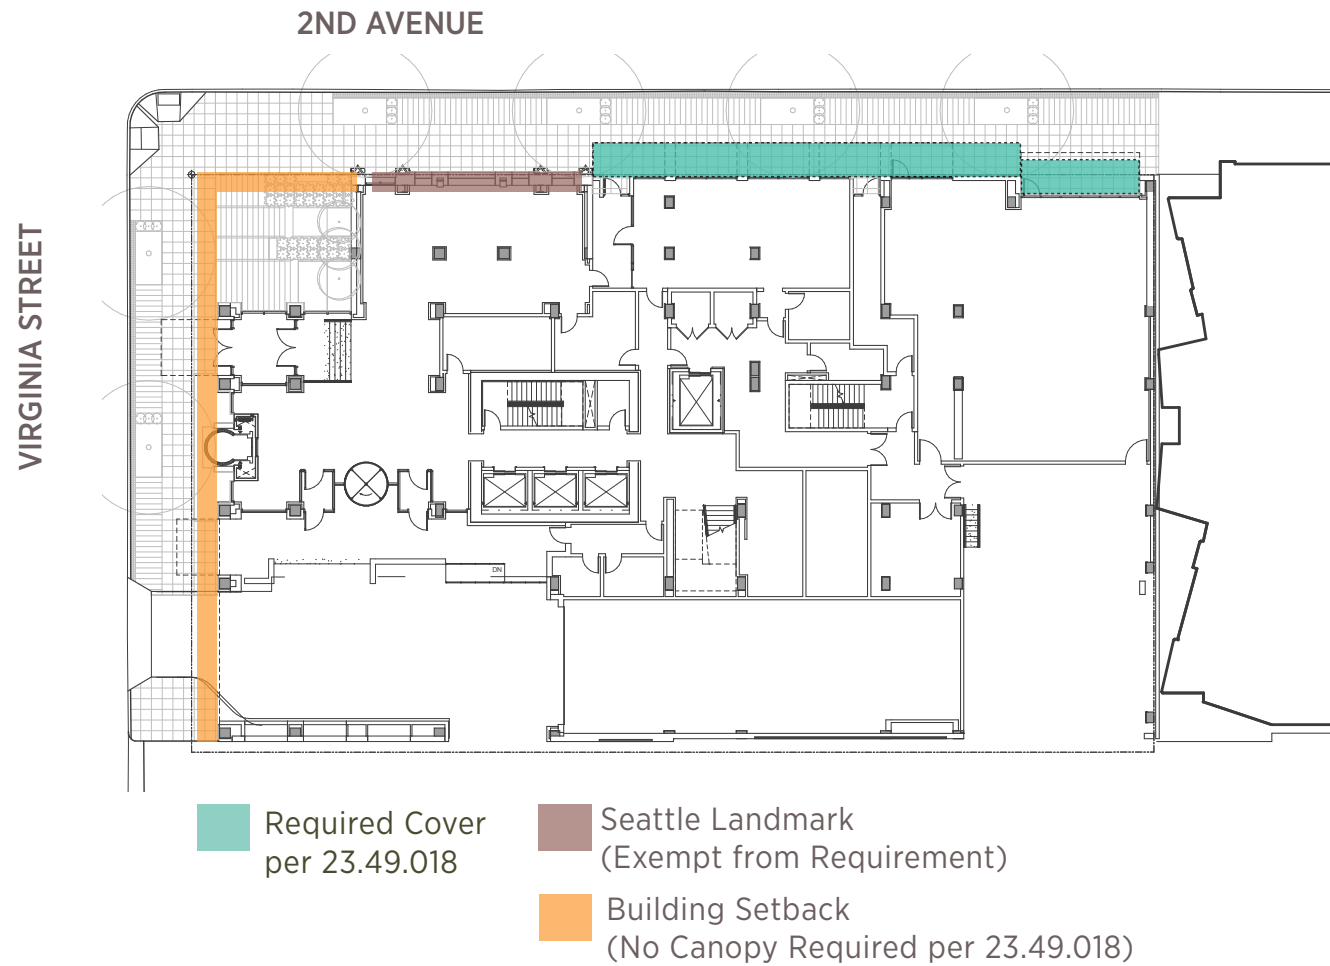 2ND AVENUE
VIRGINIA STREET
DN
Required Cover
per 23.49.018
Seattle Landmark
(Exempt from Requirement)
Building Setback
(No Canopy Required per 23.49.018)